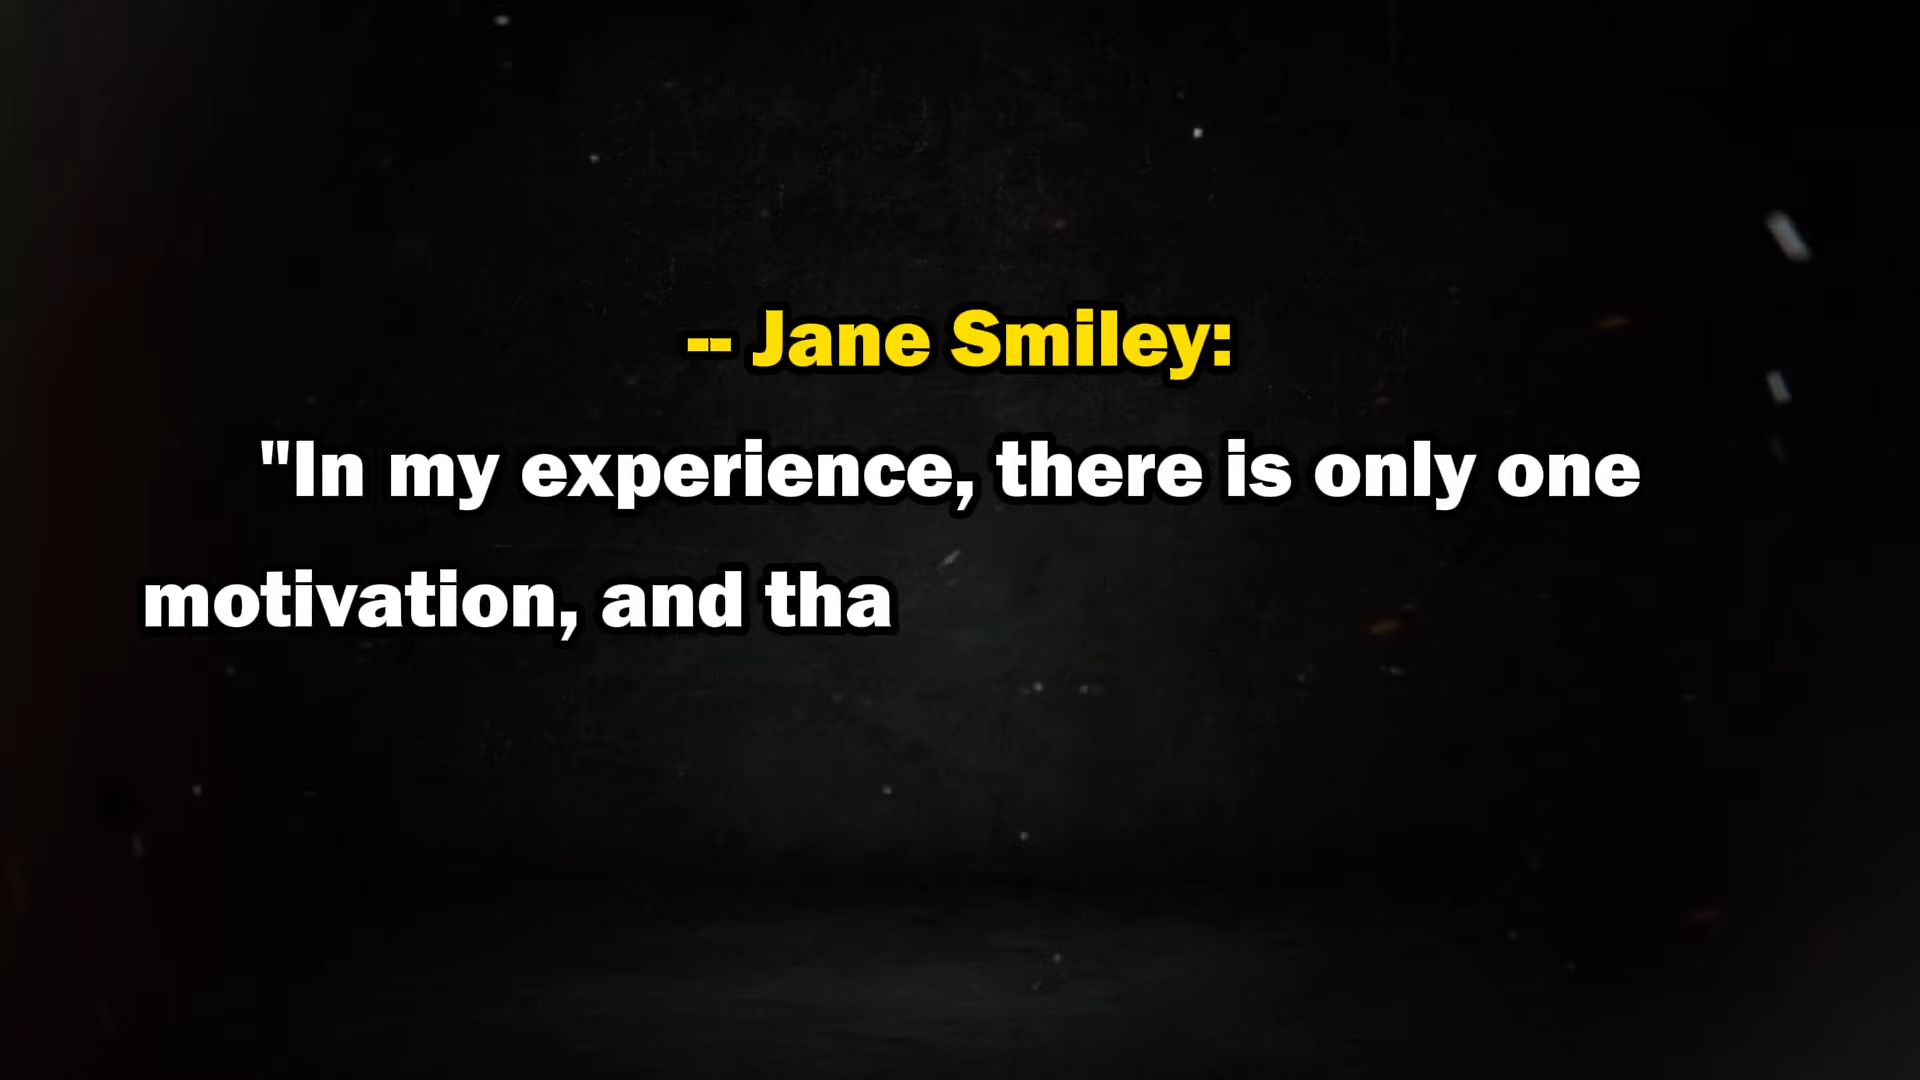 -- Jane Smiley:
"In my experience, there is only one
motivation, and tha